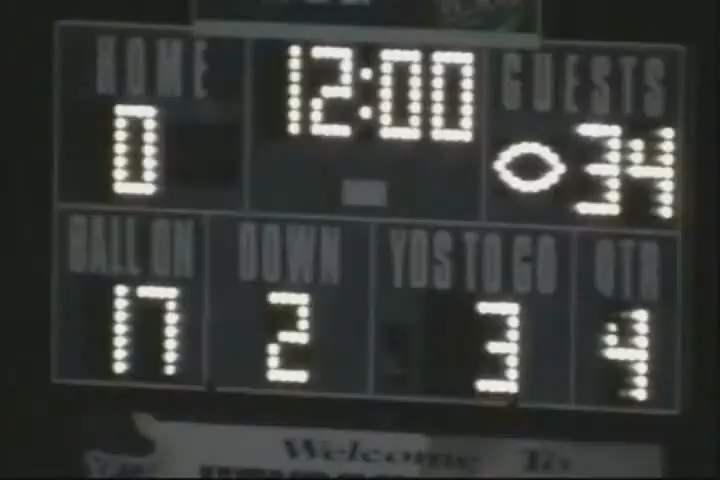 HOME 12:00 GUESTS
0 34
BALL ON DOWN YDS TO GO QTR
17 2 3 4
Welcome To